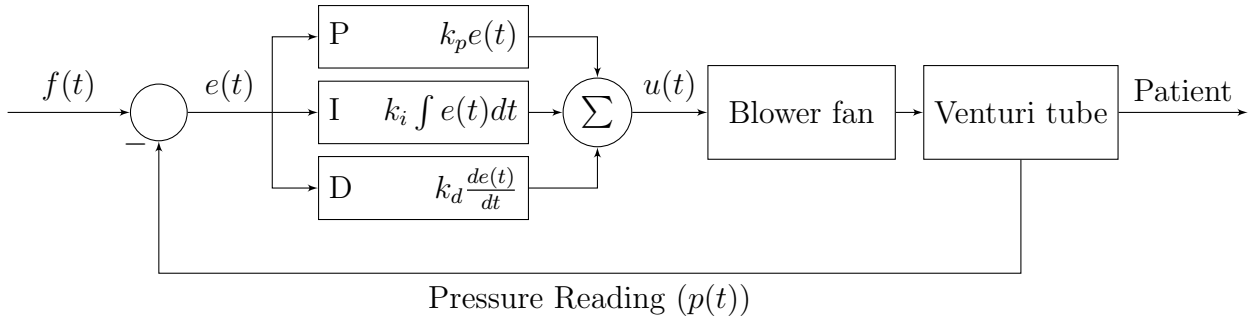 f(t)
−
e(t)
P k_p e(t)
I k_i ∫ e(t)dt
D k_d de(t)/dt
∑
u(t)
Blower fan
Venturi tube
Patient
Pressure Reading (p(t))